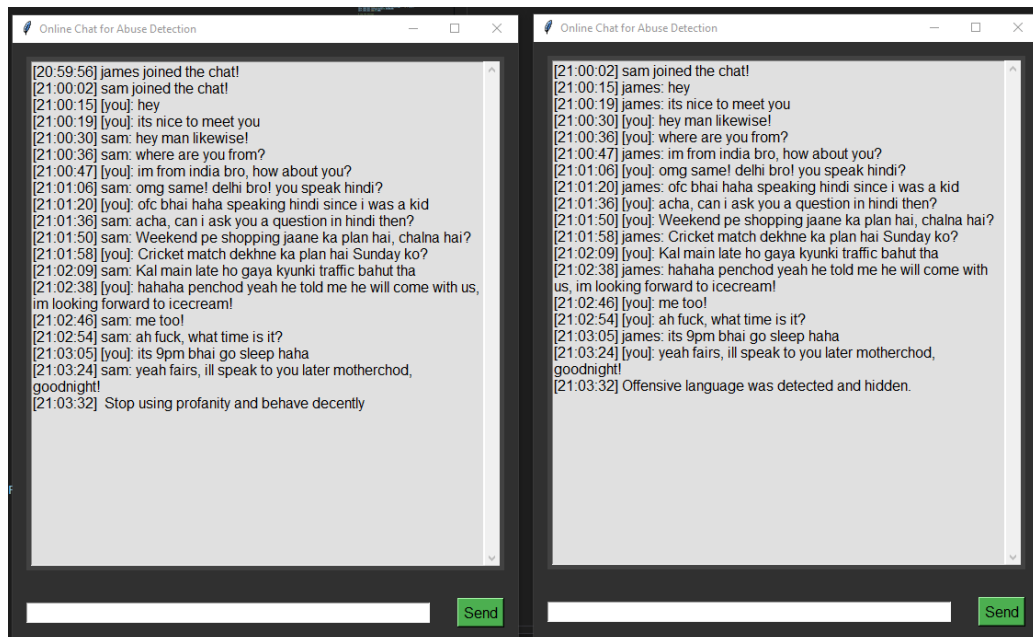 Online Chat for Abuse Detection
[20:59:56] james joined the chat!
[21:00:02] sam joined the chat!
[21:00:15] [you]: hey
[21:00:19] [you]: its nice to meet you
[21:00:30] sam: hey man likewise!
[21:00:36] sam: where are you from?
[21:00:47] [you]: im from india bro, how about you?
[21:01:06] sam: omg same! delhi bro! you speak hindi?
[21:01:20] [you]: ofc bhai haha speaking hindi since i was a kid
[21:01:36] sam: acha, can i ask you a question in hindi then?
[21:01:50] sam: Weekend pe shopping jaane ka plan hai, chalna hai?
[21:01:58] [you]: Cricket match dekhne ka plan hai Sunday ko?
[21:02:09] sam: Kal main late ho gaya kyunki traffic bahut tha
[21:02:38] [you]: hahaha penchod yeah he told me he will come with us,
im looking forward to icecream!
[21:02:46] sam: me too!
[21:02:54] sam: ah fuck, what time is it?
[21:03:05] [you]: its 9pm bhai go sleep haha
[21:03:24] sam: yeah fairs, ill speak to you later motherchod,
goodnight!
[21:03:32]  Stop using profanity and behave decently
Send
Online Chat for Abuse Detection
[21:00:02] sam joined the chat!
[21:00:15] james: hey
[21:00:19] james: its nice to meet you
[21:00:30] [you]: hey man likewise!
[21:00:36] [you]: where are you from?
[21:00:47] james: im from india bro, how about you?
[21:01:06] [you]: omg same! delhi bro! you speak hindi?
[21:01:20] james: ofc bhai haha speaking hindi since i was a kid
[21:01:36] [you]: acha, can i ask you a question in hindi then?
[21:01:50] [you]: Weekend pe shopping jaane ka plan hai, chalna hai?
[21:01:58] james: Cricket match dekhne ka plan hai Sunday ko?
[21:02:09] [you]: Kal main late ho gaya kyunki traffic bahut tha
[21:02:38] james: hahaha penchod yeah he told me he will come with
us, im looking forward to icecream!
[21:02:46] [you]: me too!
[21:02:54] [you]: ah fuck, what time is it?
[21:03:05] james: its 9pm bhai go sleep haha
[21:03:24] [you]: yeah fairs, ill speak to you later motherchod,
goodnight!
[21:03:32] Offensive language was detected and hidden.
Send